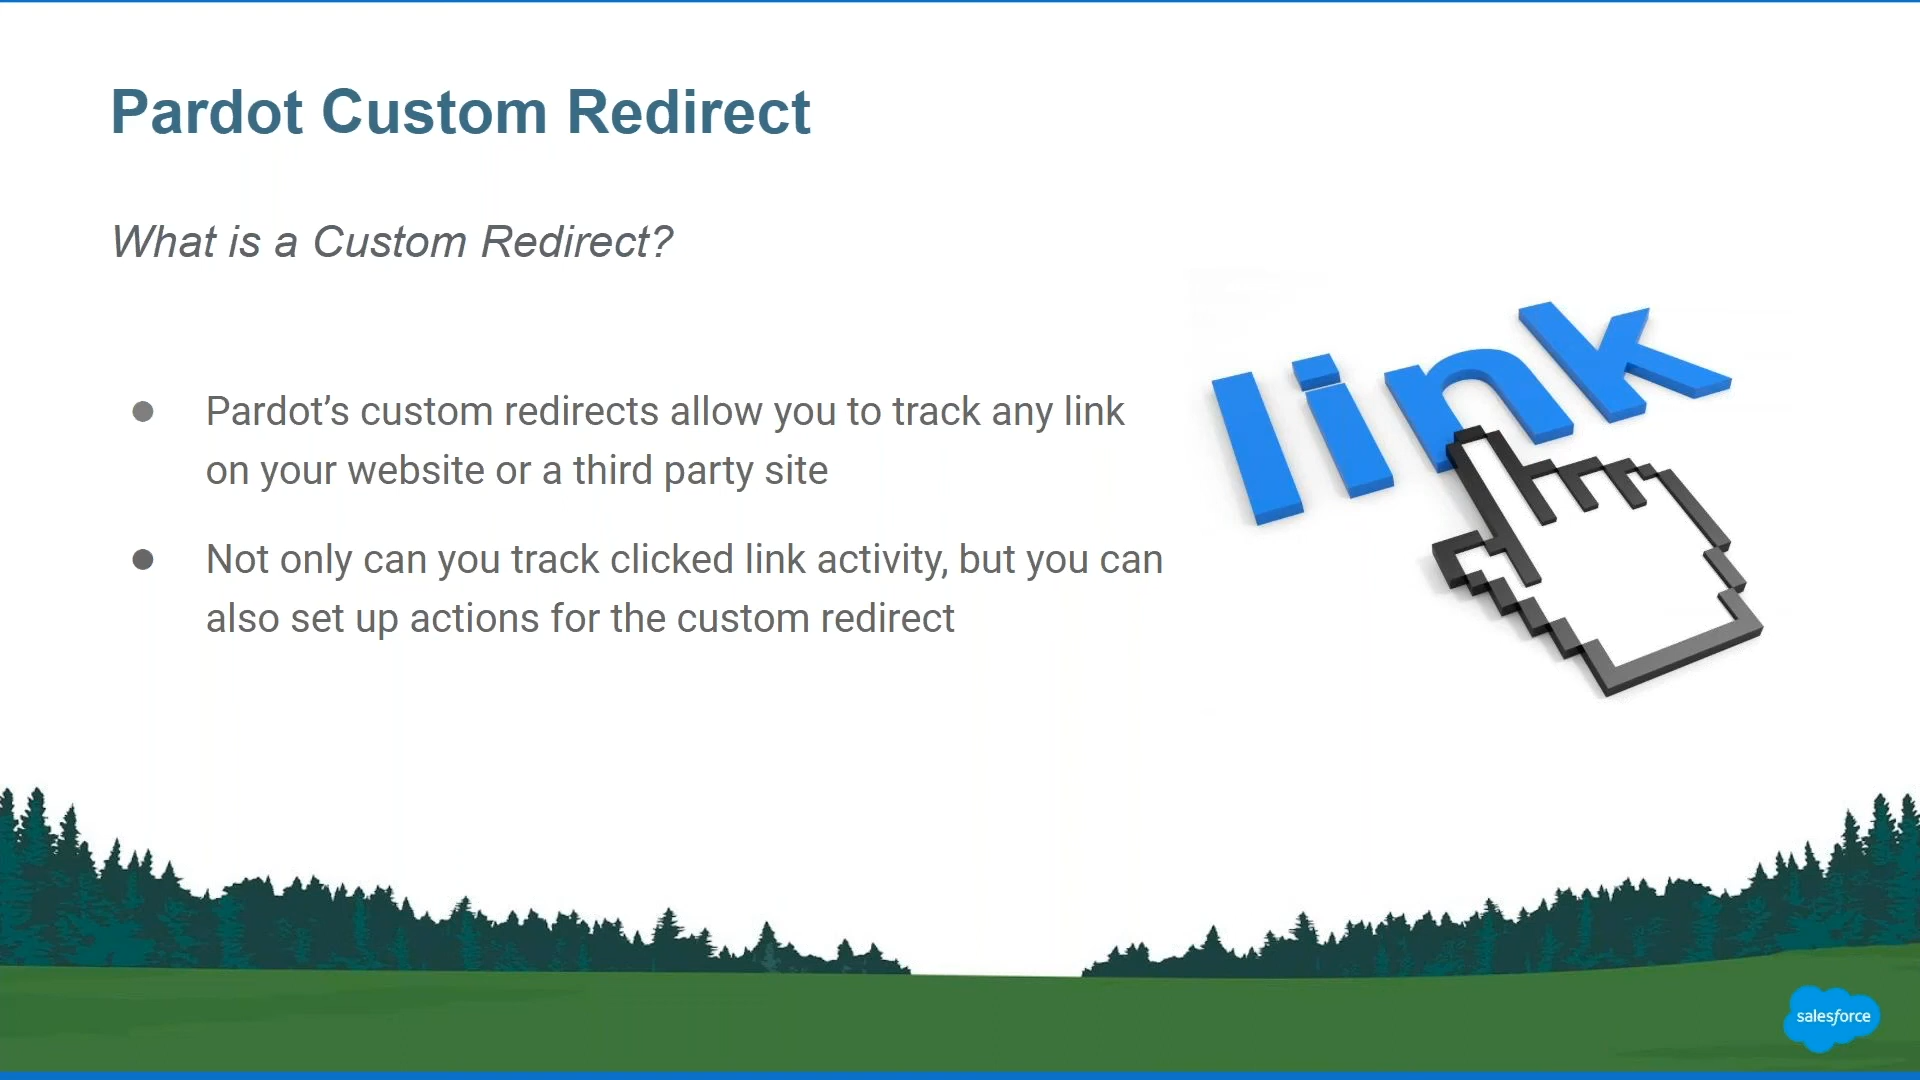 Pardot Custom Redirect
What is a Custom Redirect?
● Pardot’s custom redirects allow you to track any link
on your website or a third party site
● Not only can you track clicked link activity, but you can
also set up actions for the custom redirect
link
salesforce